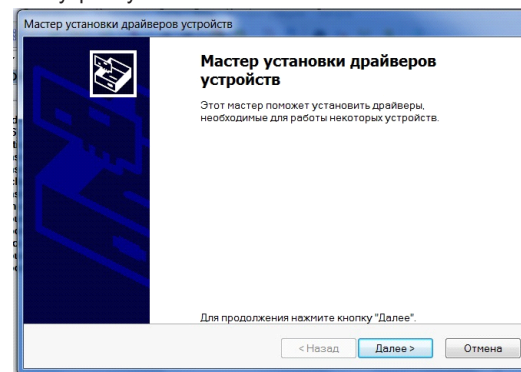 Мастер установки драйверов устройств
Мастер установки драйверов
устройств
Этот мастер поможет установить драйверы,
необходимые для работы некоторых устройств.
Для продолжения нажмите кнопку "Далее".
< Назад
Далее >
Отмена